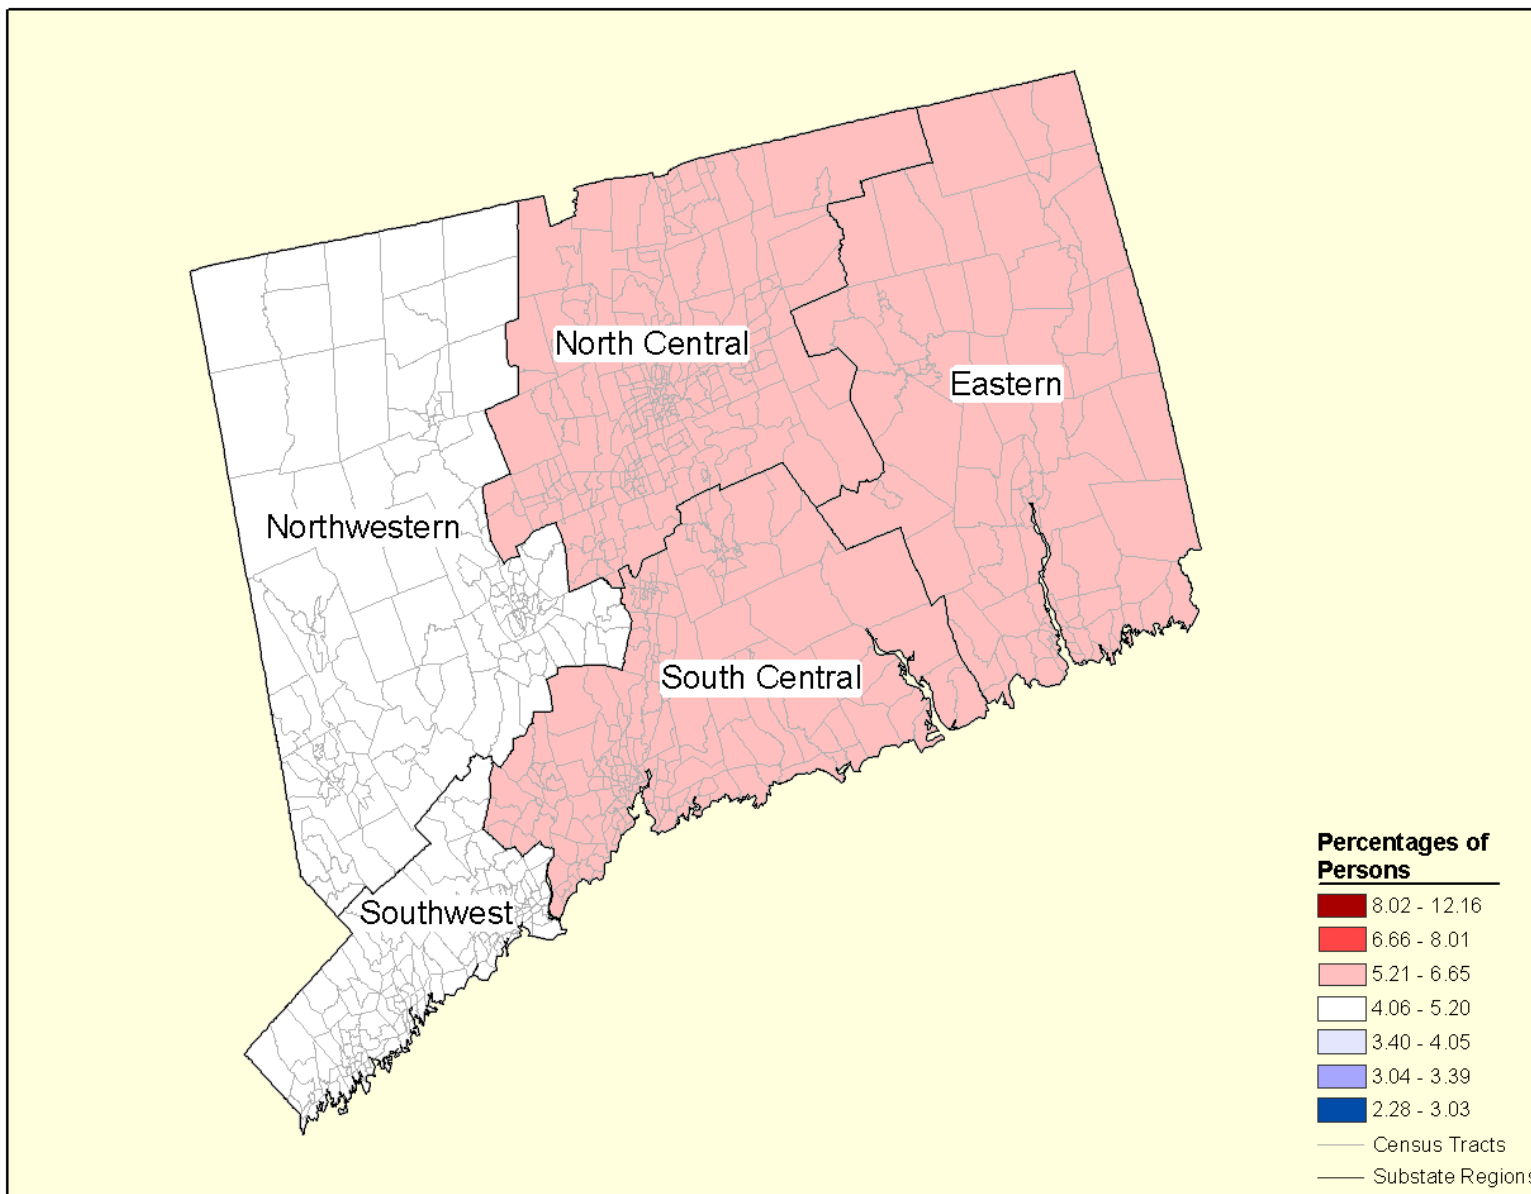 North Central
Eastern
Northwestern
South Central
Southwest
Percentages of
Persons
8.02 - 12.16
6.66 - 8.01
5.21 - 6.65
4.06 - 5.20
3.40 - 4.05
3.04 - 3.39
2.28 - 3.03
Census Tracts
Substate Regions